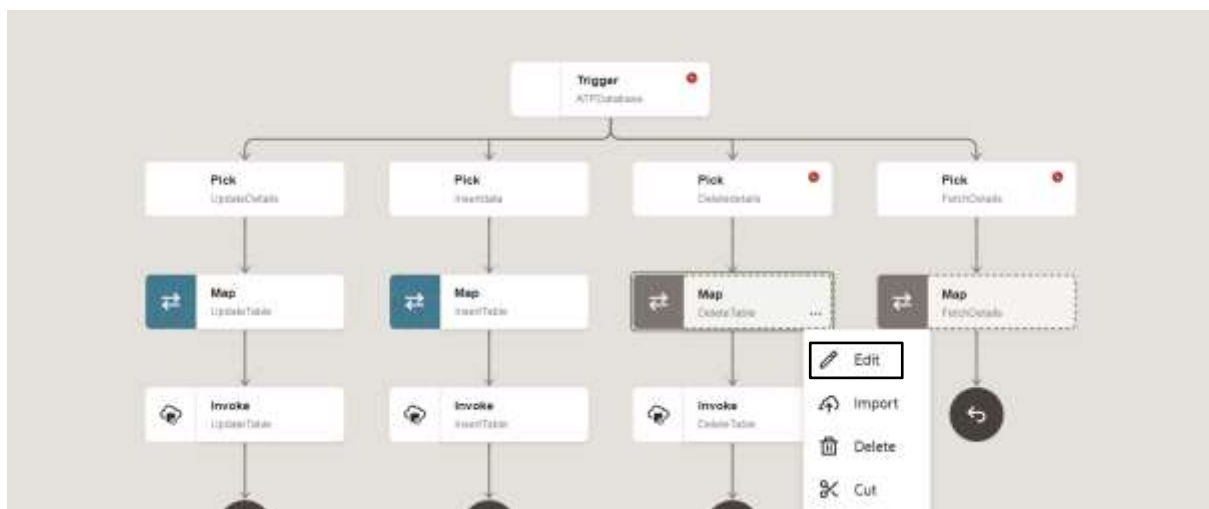 Trigger
ATPDatabase
Pick
UpdateDetails
Pick
Insertdata
Pick
Deletedetails
Pick
FetchDetails
Map
UpdateTable
Map
InsertTable
Map
DeleteTable
...
Map
FetchDetails
Edit
Import
Delete
Cut
Invoke
UpdateTable
Invoke
InsertTable
Invoke
DeleteTable